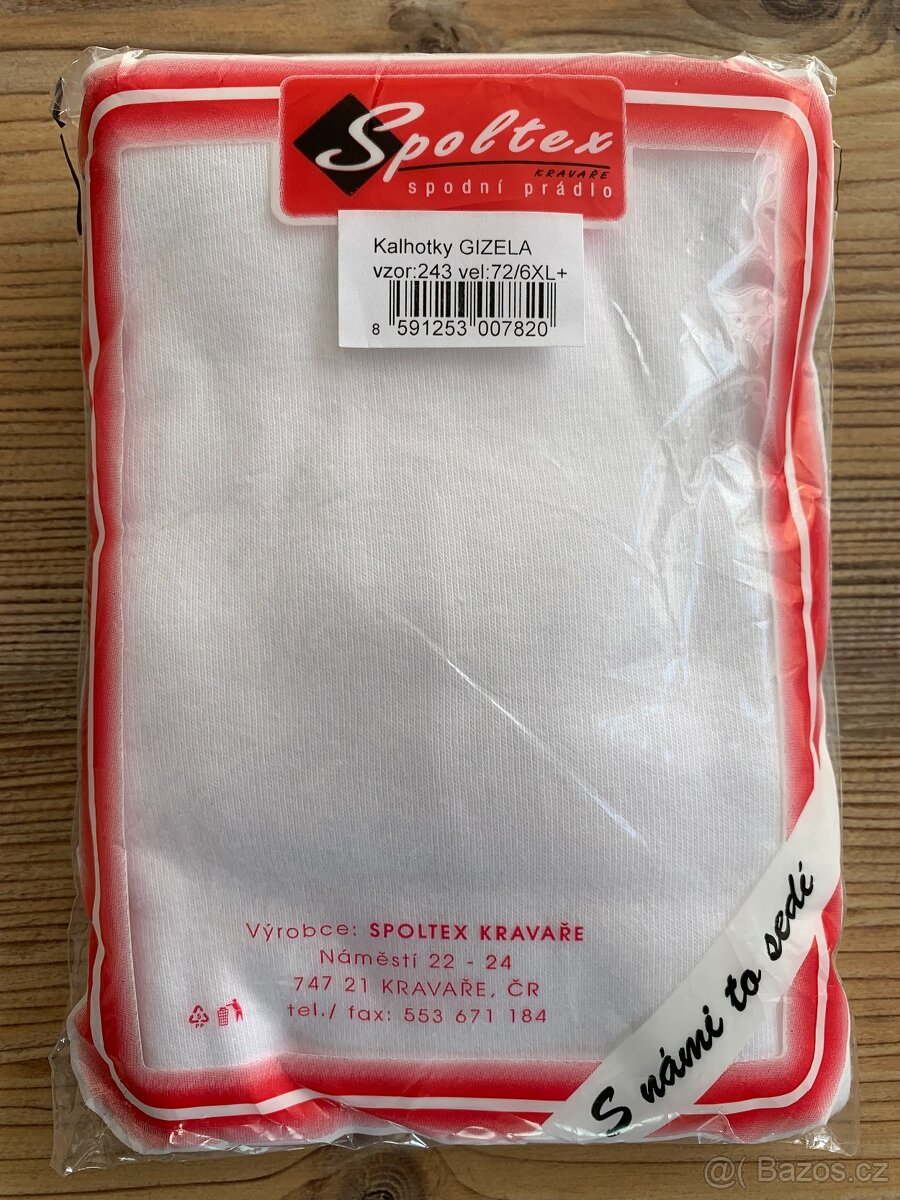 Spoltex
KRAVAŘE
spodní prádlo
Kalhotky GIZELA
vzor:243 vel:72/6XL+
8 591253 007820
Výrobce: SPOLTEX KRAVAŘE
Náměstí 22 - 24
747 21 KRAVAŘE, ČR
tel./ fax: 553 671 184
S námi to sedí
@( Bazos.cz